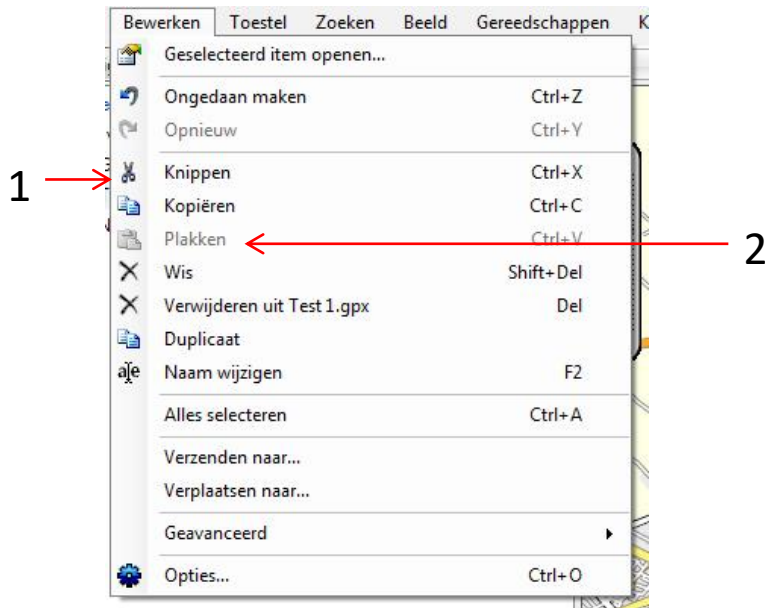 Bewerken Toestel Zoeken Beeld Gereedschappen K
Geselecteerd item openen...
Ongedaan maken Ctrl+Z
Opnieuw Ctrl+Y
1 Knippen Ctrl+X
Kopiëren Ctrl+C
Plakken Ctrl+V 2
Wis Shift+Del
Verwijderen uit Test 1.gpx Del
Duplicaat
Naam wijzigen F2
Alles selecteren Ctrl+A
Verzenden naar...
Verplaatsen naar...
Geavanceerd
Opties... Ctrl+O